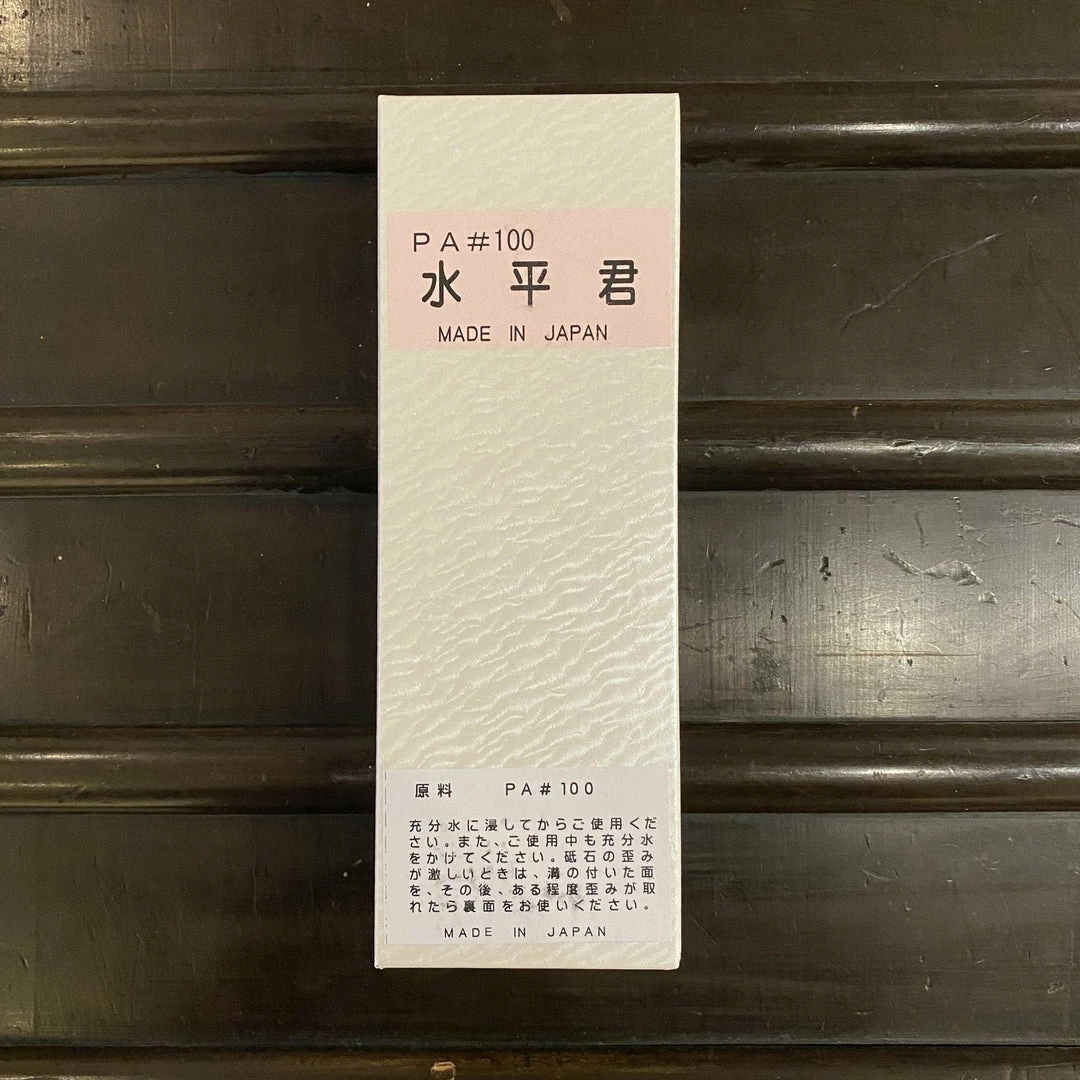 PA#100
水平君
MADE IN JAPAN
原料 PA#100
充分水に浸してからご使用くだ
さい。また、ご使用中も充分水
をかけてください。砥石の歪み
が激しいときは、溝の付いた面
を、その後、ある程度歪みが取
れたら裏面をお使いください。
MADE IN JAPAN